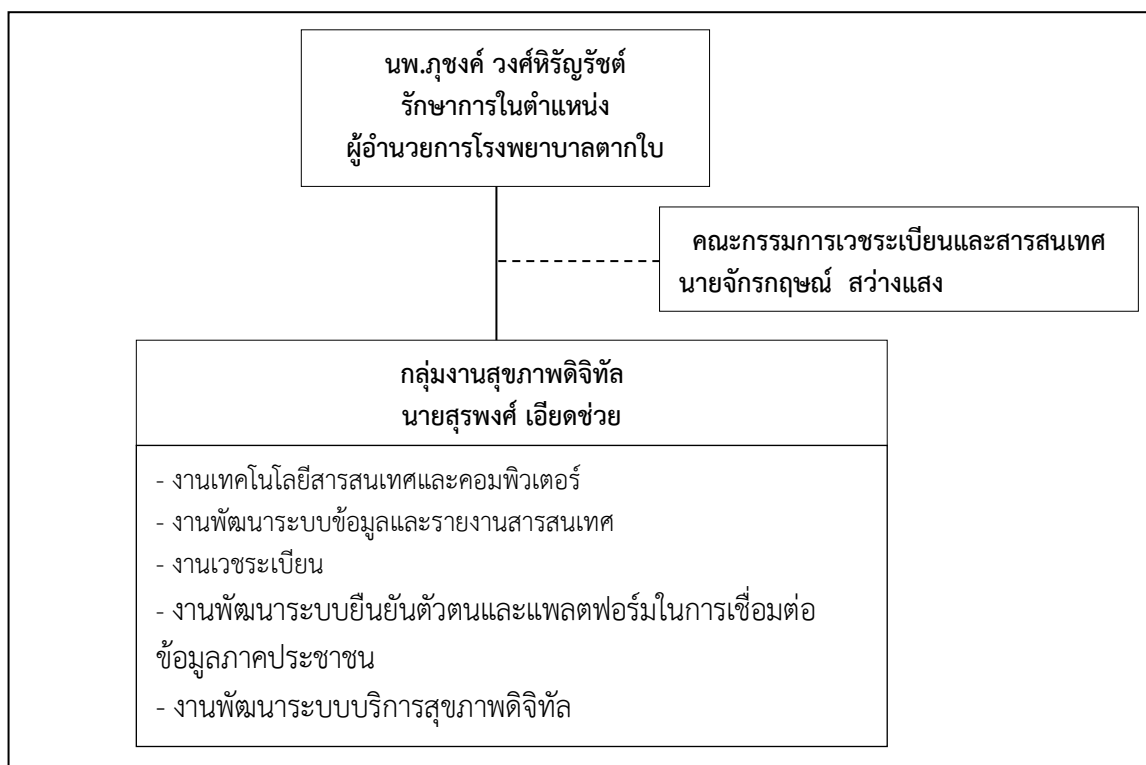 นพ.ภุชงค์ วงศ์หิรัญรัชต์
รักษาการในตำแหน่ง
ผู้อำนวยการโรงพยาบาลตากใบ
คณะกรรมการเวชระเบียนและสารสนเทศ
นายจักรกฤษณ์ สว่างแสง
กลุ่มงานสุขภาพดิจิทัล
นายสุรพงศ์ เอียดช่วย
- งานเทคโนโลยีสารสนเทศและคอมพิวเตอร์
- งานพัฒนาระบบข้อมูลและรายงานสารสนเทศ
- งานเวชระเบียน
- งานพัฒนาระบบยืนยันตัวตนและแพลตฟอร์มในการเชื่อมต่อ
ข้อมูลภาคประชาชน
- งานพัฒนาระบบบริการสุขภาพดิจิทัล